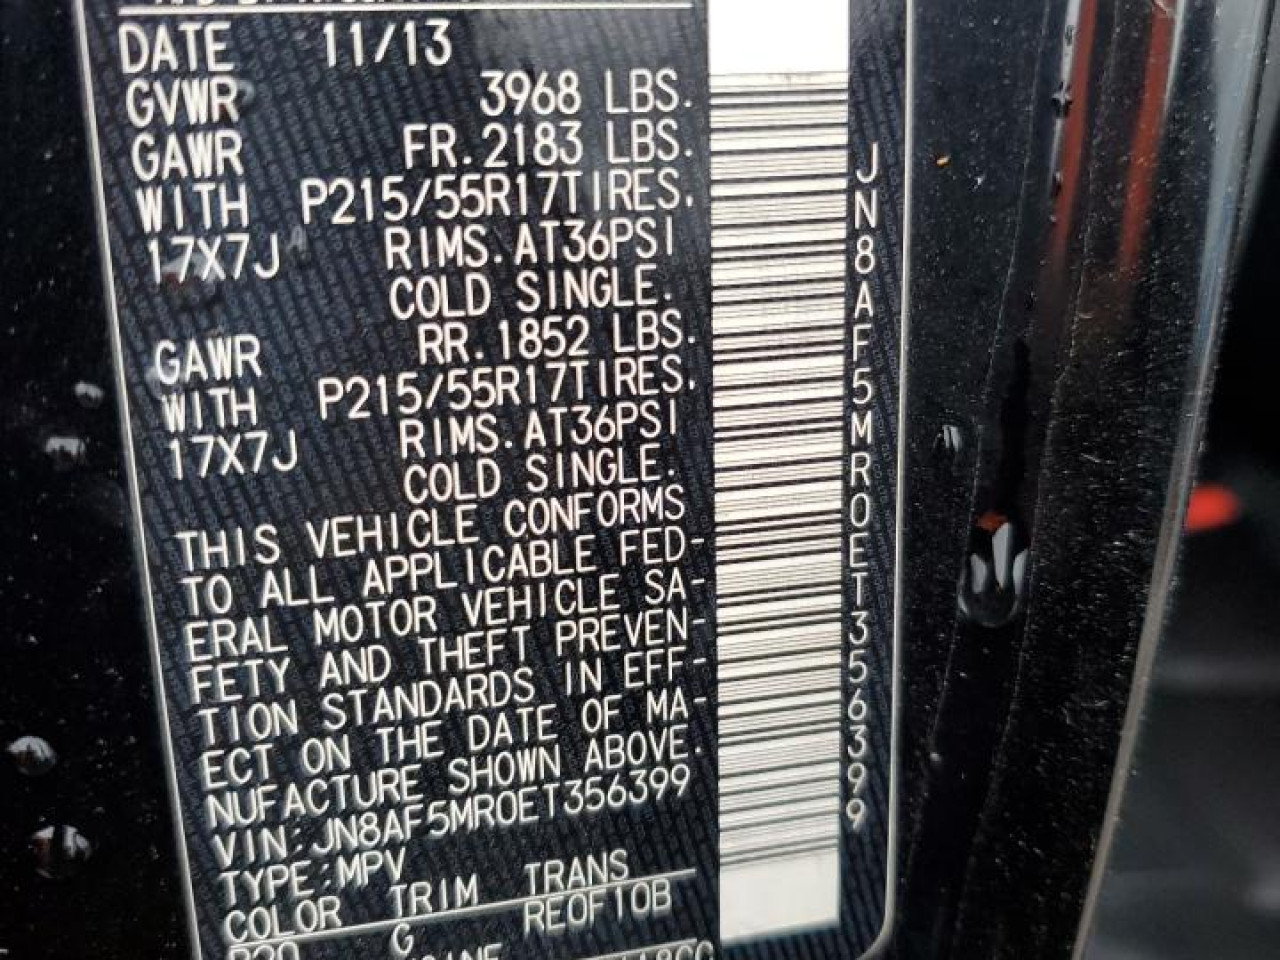 DATE 11/13
GVWR 3968 LBS.
GAWR FR. 2183 LBS.
WITH P215/55R17TIRES.
17X7J RIMS. AT36PSI
COLD SINGLE.
GAWR RR. 1852 LBS.
WITH P215/55R17TIRES.
17X7J RIMS. AT36PSI
COLD SINGLE.
THIS VEHICLE CONFORMS
TO ALL APPLICABLE FED-
ERAL MOTOR VEHICLE SA-
FETY AND THEFT PREVEN-
TION STANDARDS IN EFF-
ECT ON THE DATE OF MA-
NUFACTURE SHOWN ABOVE.
VIN:JN8AF5MR0ET356399
TYPE:MPV
COLOR TRIM TRANS
G RE0F10B
JN8AF5MR0ET356399